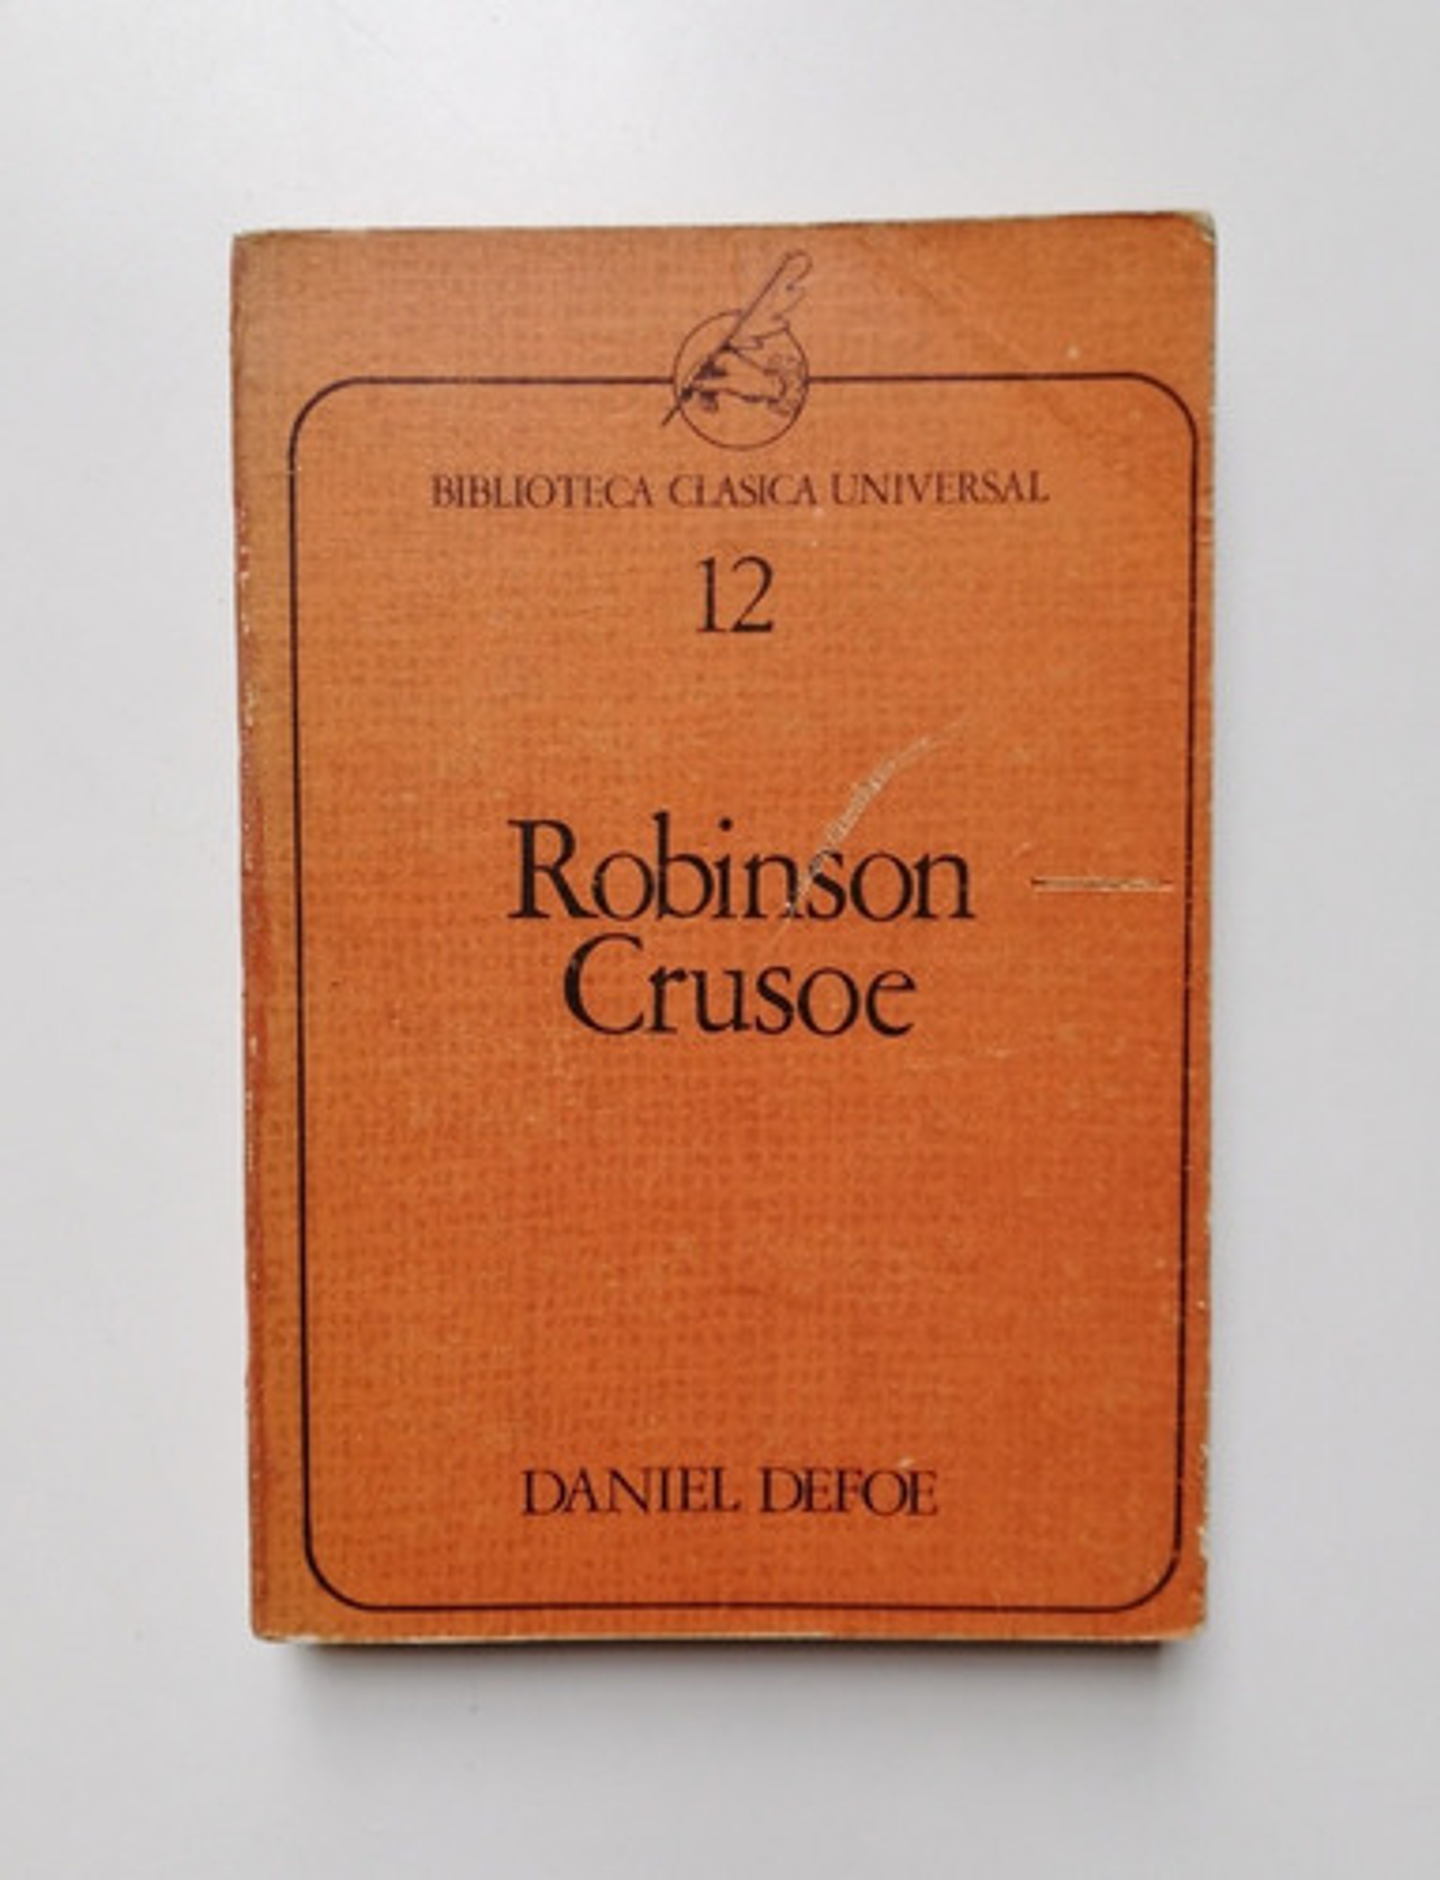 BIBLIOTECA CLASICA UNIVERSAL
12
Robinson
Crusoe
DANIEL DEFOE